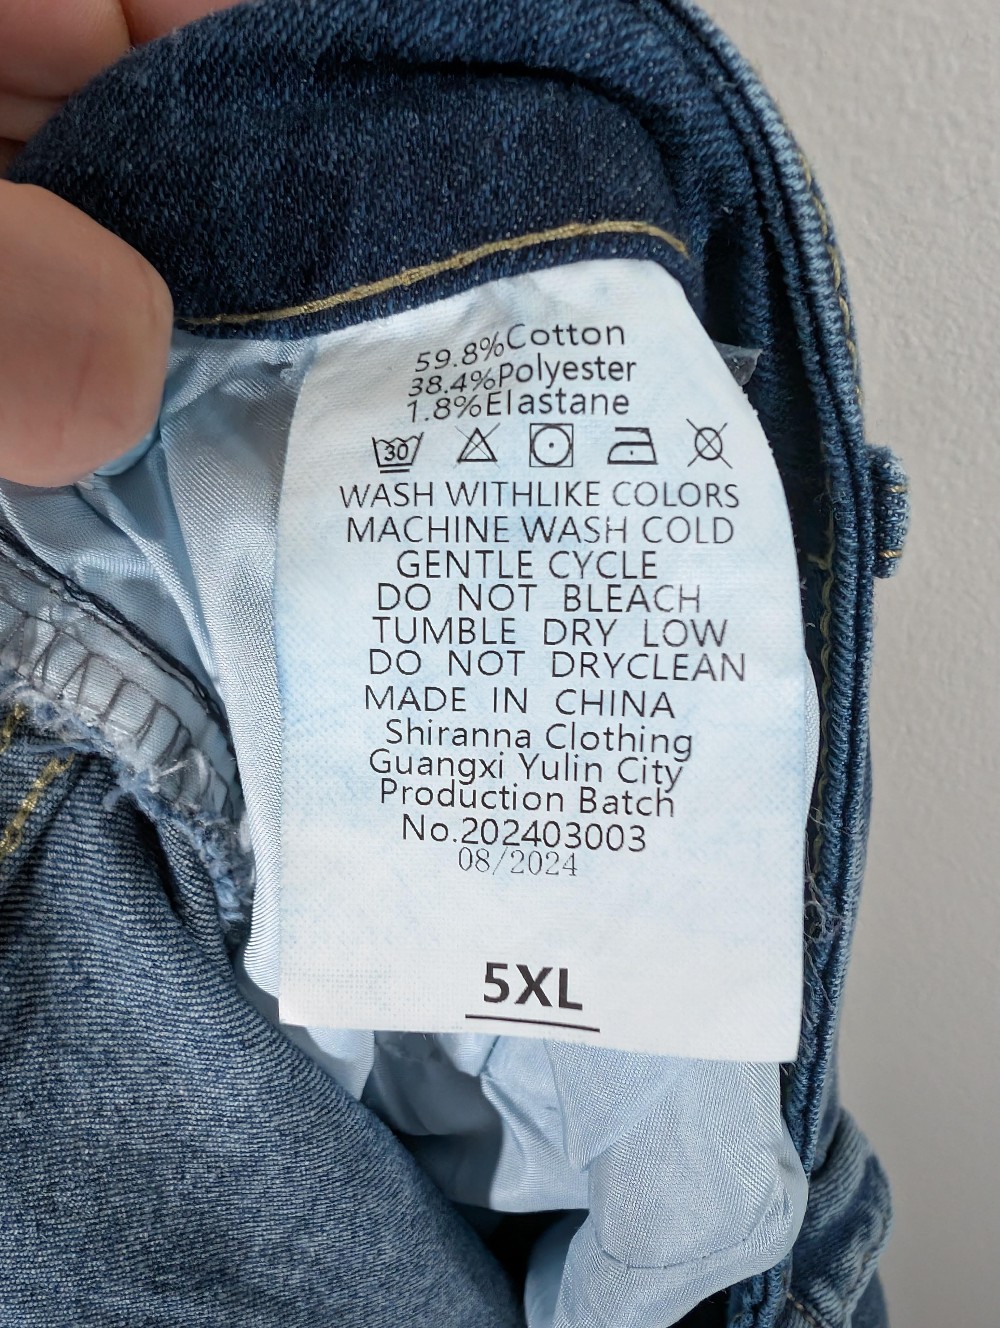 59.8%Cotton
38.4%Polyester
1.8%Elastane
30
WASH WITHLIKE COLORS
MACHINE WASH COLD
GENTLE CYCLE
DO NOT BLEACH
TUMBLE DRY LOW
DO NOT DRYCLEAN
MADE IN CHINA
Shiranna Clothing
Guangxi Yulin City
Production Batch
No.202403003
08/2024
5XL